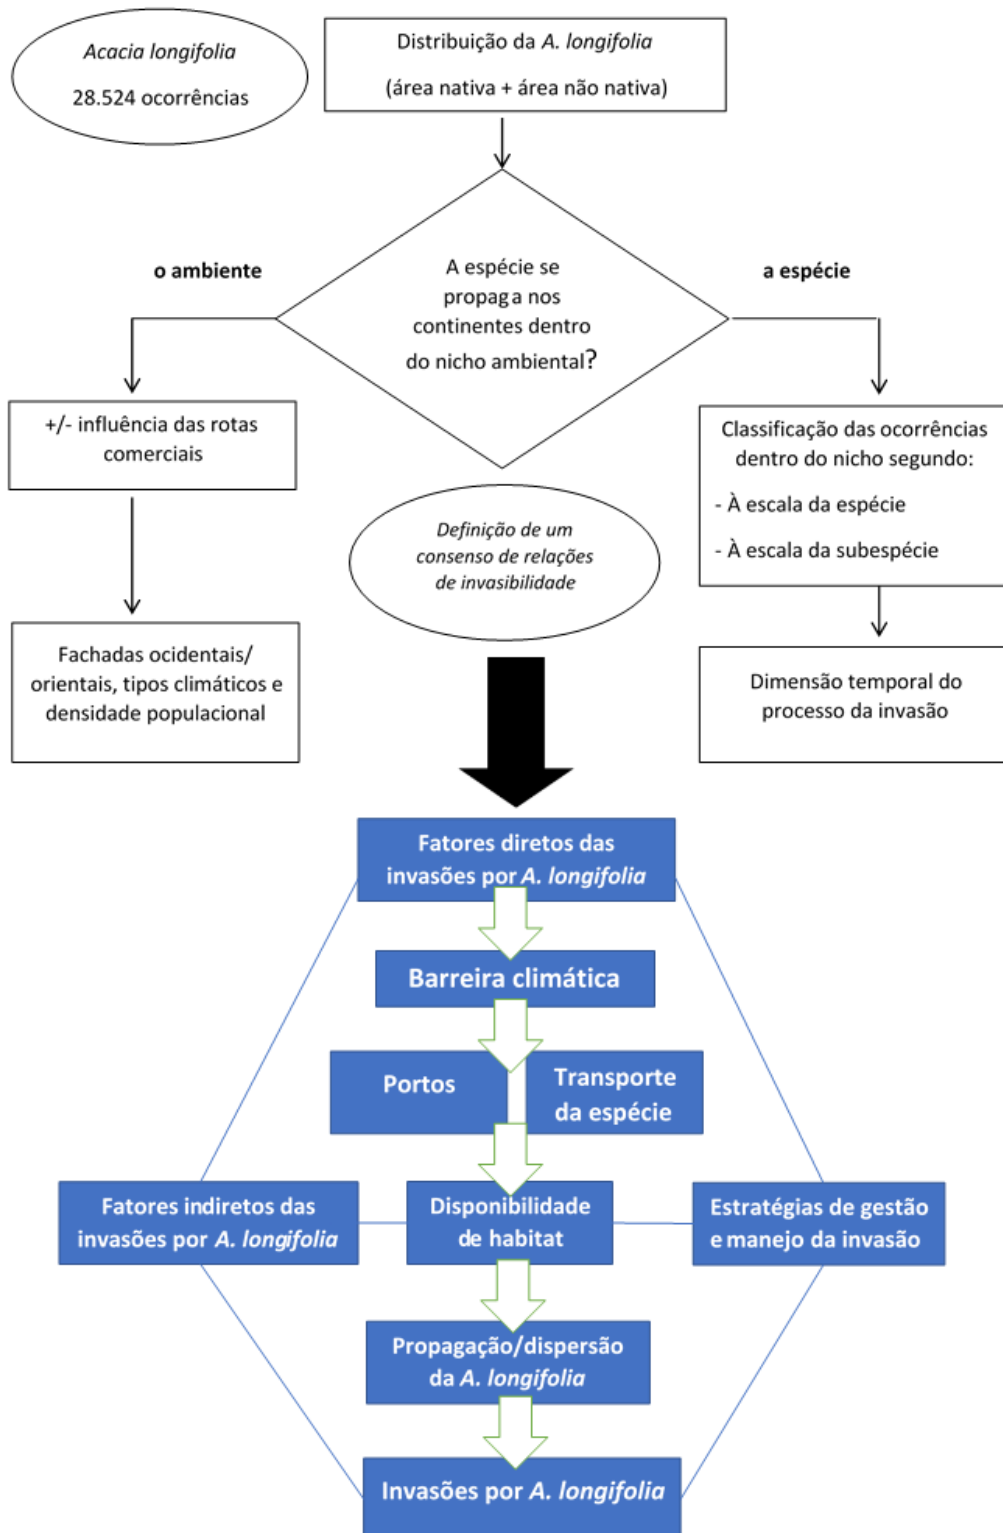 Acacia longifolia
28.524 ocorrências
Distribuição da A. longifolia
(área nativa + área não nativa)
o ambiente
A espécie se
propaga nos
continentes dentro
do nicho ambiental?
a espécie
+/- influência das rotas
comerciais
Classificação das ocorrências
dentro do nicho segundo:
- À escala da espécie
- À escala da subespécie
Definição de um
consenso de relações
de invasibilidade
Fachadas ocidentais/
orientais, tipos climáticos e
densidade populacional
Dimensão temporal do
processo da invasão
Fatores diretos das
invasões por A. longifolia
Barreira climática
Portos
Transporte
da espécie
Fatores indiretos das
invasões por A. longifolia
Disponibilidade
de habitat
Estratégias de gestão
e manejo da invasão
Propagação/dispersão
da A. longifolia
Invasões por A. longifolia